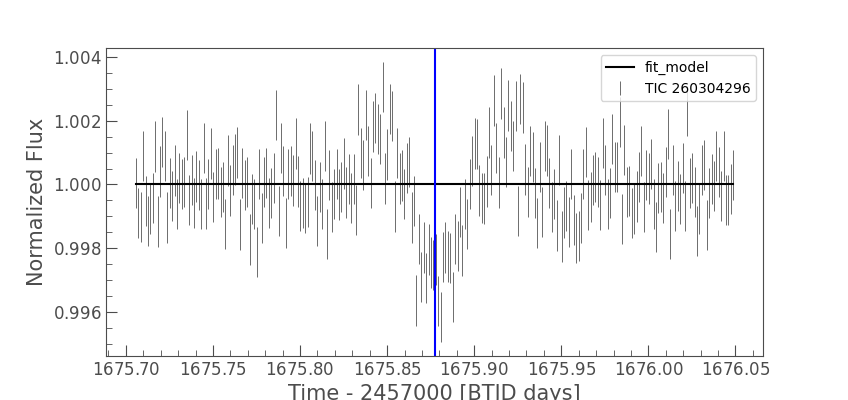 1.004
1.002
1.000
0.998
0.996
Normalized Flux
fit_model
TIC 260304296
1675.70 1675.75 1675.80 1675.85 1675.90 1675.95 1676.00 1676.05
Time - 2457000 [BTJD days]